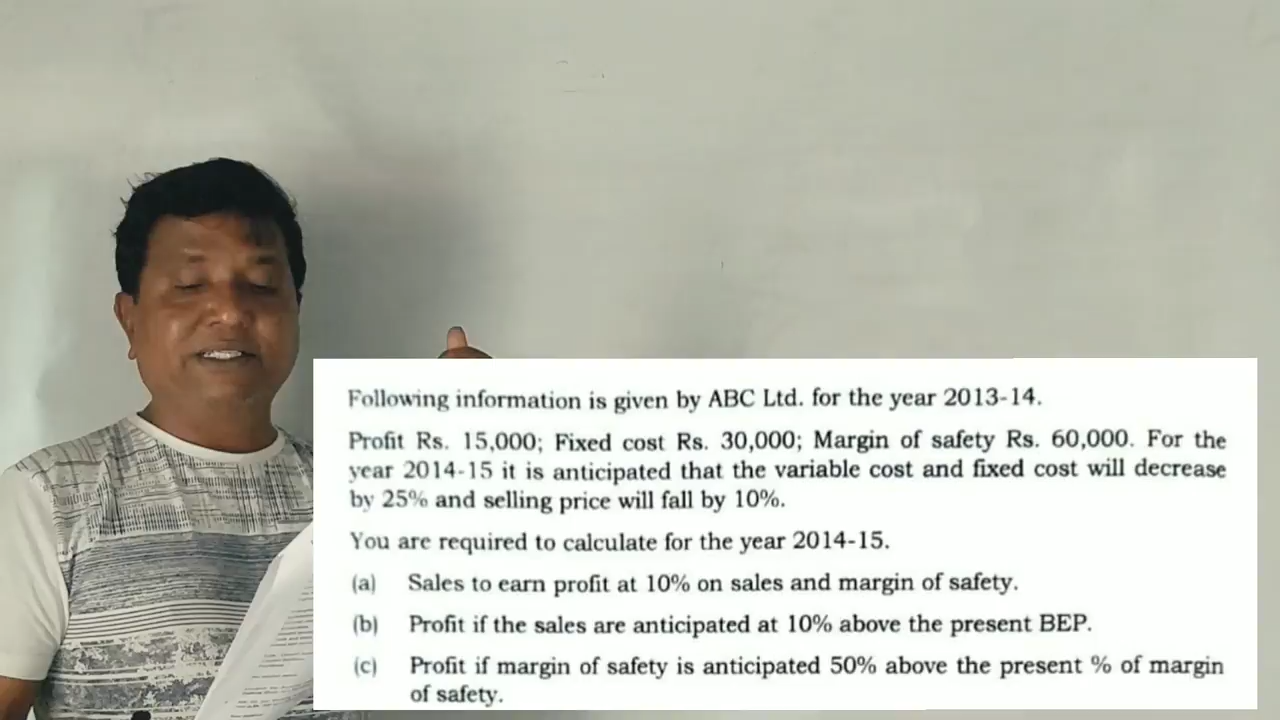 Following information is given by ABC Ltd. for the year 2013-14.
Profit Rs. 15,000; Fixed cost Rs. 30,000; Margin of safety Rs. 60,000. For the
year 2014-15 it is anticipated that the variable cost and fixed cost will decrease
by 25% and selling price will fall by 10%.
You are required to calculate for the year 2014-15.
(a) Sales to earn profit at 10% on sales and margin of safety.
(b) Profit if the sales are anticipated at 10% above the present BEP.
(c) Profit if margin of safety is anticipated 50% above the present % of margin
of safety.